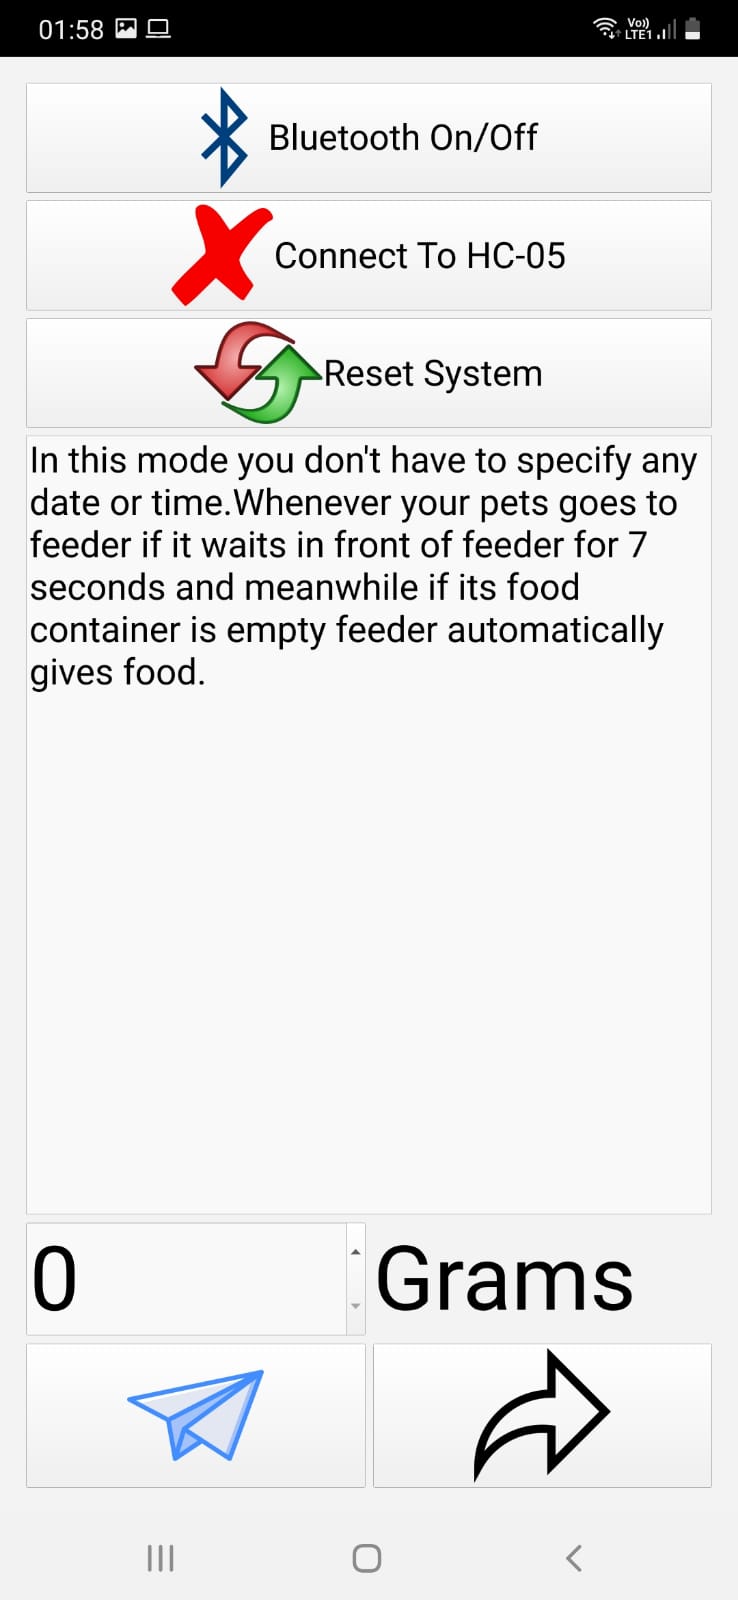 01:58
Vo))
LTE1
Bluetooth On/Off
Connect To HC-05
Reset System
In this mode you don't have to specify any
date or time.Whenever your pets goes to
feeder if it waits in front of feeder for 7
seconds and meanwhile if its food
container is empty feeder automatically
gives food.
0
Grams